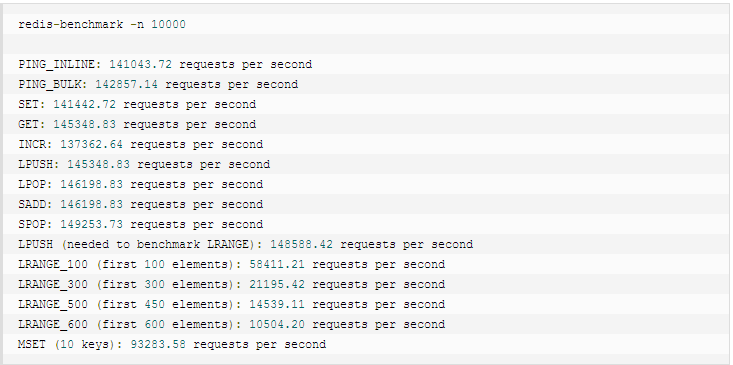 redis-benchmark -n 10000
PING_INLINE: 141043.72 requests per second
PING_BULK: 142857.14 requests per second
SET: 141442.72 requests per second
GET: 145348.83 requests per second
INCR: 137362.64 requests per second
LPUSH: 145348.83 requests per second
LPOP: 146198.83 requests per second
SADD: 146198.83 requests per second
SPOP: 149253.73 requests per second
LPUSH (needed to benchmark LRANGE): 148588.42 requests per second
LRANGE_100 (first 100 elements): 58411.21 requests per second
LRANGE_300 (first 300 elements): 21195.42 requests per second
LRANGE_500 (first 450 elements): 14539.11 requests per second
LRANGE_600 (first 600 elements): 10504.20 requests per second
MSET (10 keys): 93283.58 requests per second